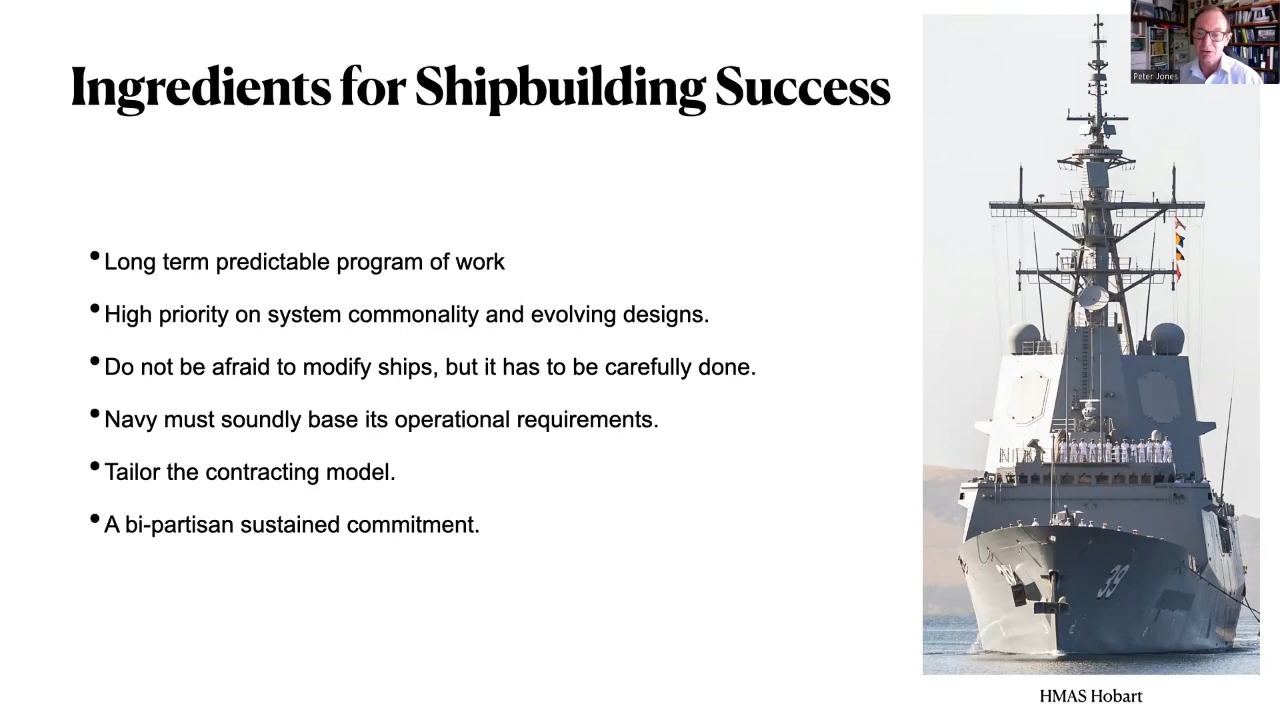 Ingredients for Shipbuilding Success
Peter Jones
• Long term predictable program of work
• High priority on system commonality and evolving designs.
• Do not be afraid to modify ships, but it has to be carefully done.
• Navy must soundly base its operational requirements.
• Tailor the contracting model.
• A bi-partisan sustained commitment.
39
HMAS Hobart